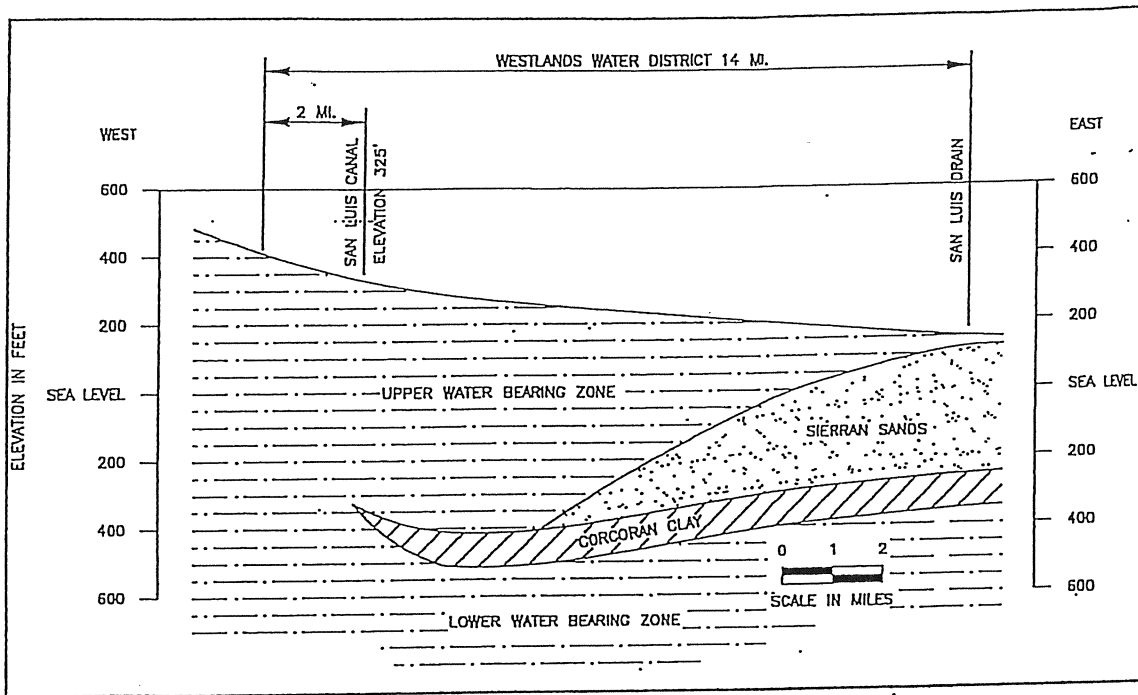 WESTLANDS WATER DISTRICT 14 MI.
2 MI.
WEST
EAST
SAN LUIS CANAL
ELEVATION 325'
SAN LUIS DRAIN
ELEVATION IN FEET
600
400
200
SEA LEVEL
200
400
600
600
400
200
SEA LEVEL
200
400
600
UPPER WATER BEARING ZONE
SIERRAN SANDS
CORCORAN CLAY
0 1 2
SCALE IN MILES
LOWER WATER BEARING ZONE